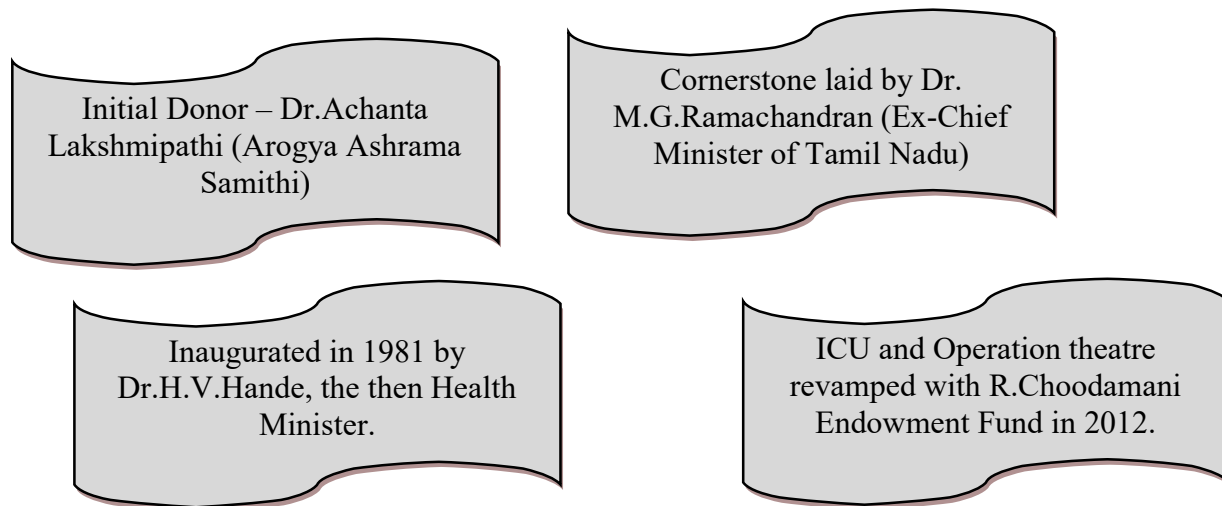 Initial Donor – Dr.Achanta
Lakshmipathi (Arogya Ashrama
Samithi)
Cornerstone laid by Dr.
M.G.Ramachandran (Ex-Chief
Minister of Tamil Nadu)
Inaugurated in 1981 by
Dr.H.V.Hande, the then Health
Minister.
ICU and Operation theatre
revamped with R.Choodamani
Endowment Fund in 2012.